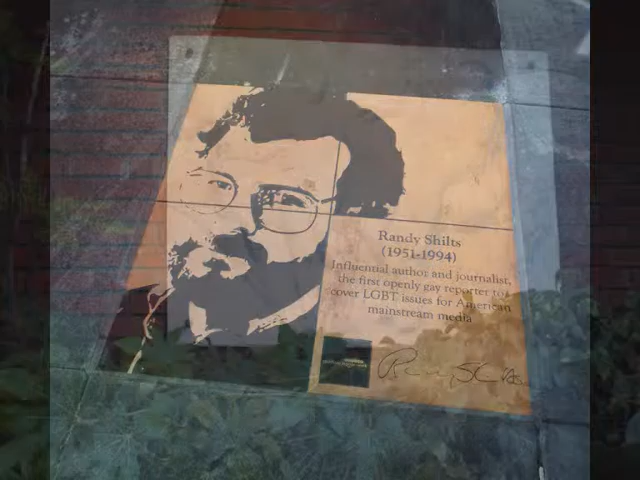 Randy Shilts
(1951-1994)
Influential author and journalist,
the first openly gay reporter to
cover LGBT issues for American
mainstream media